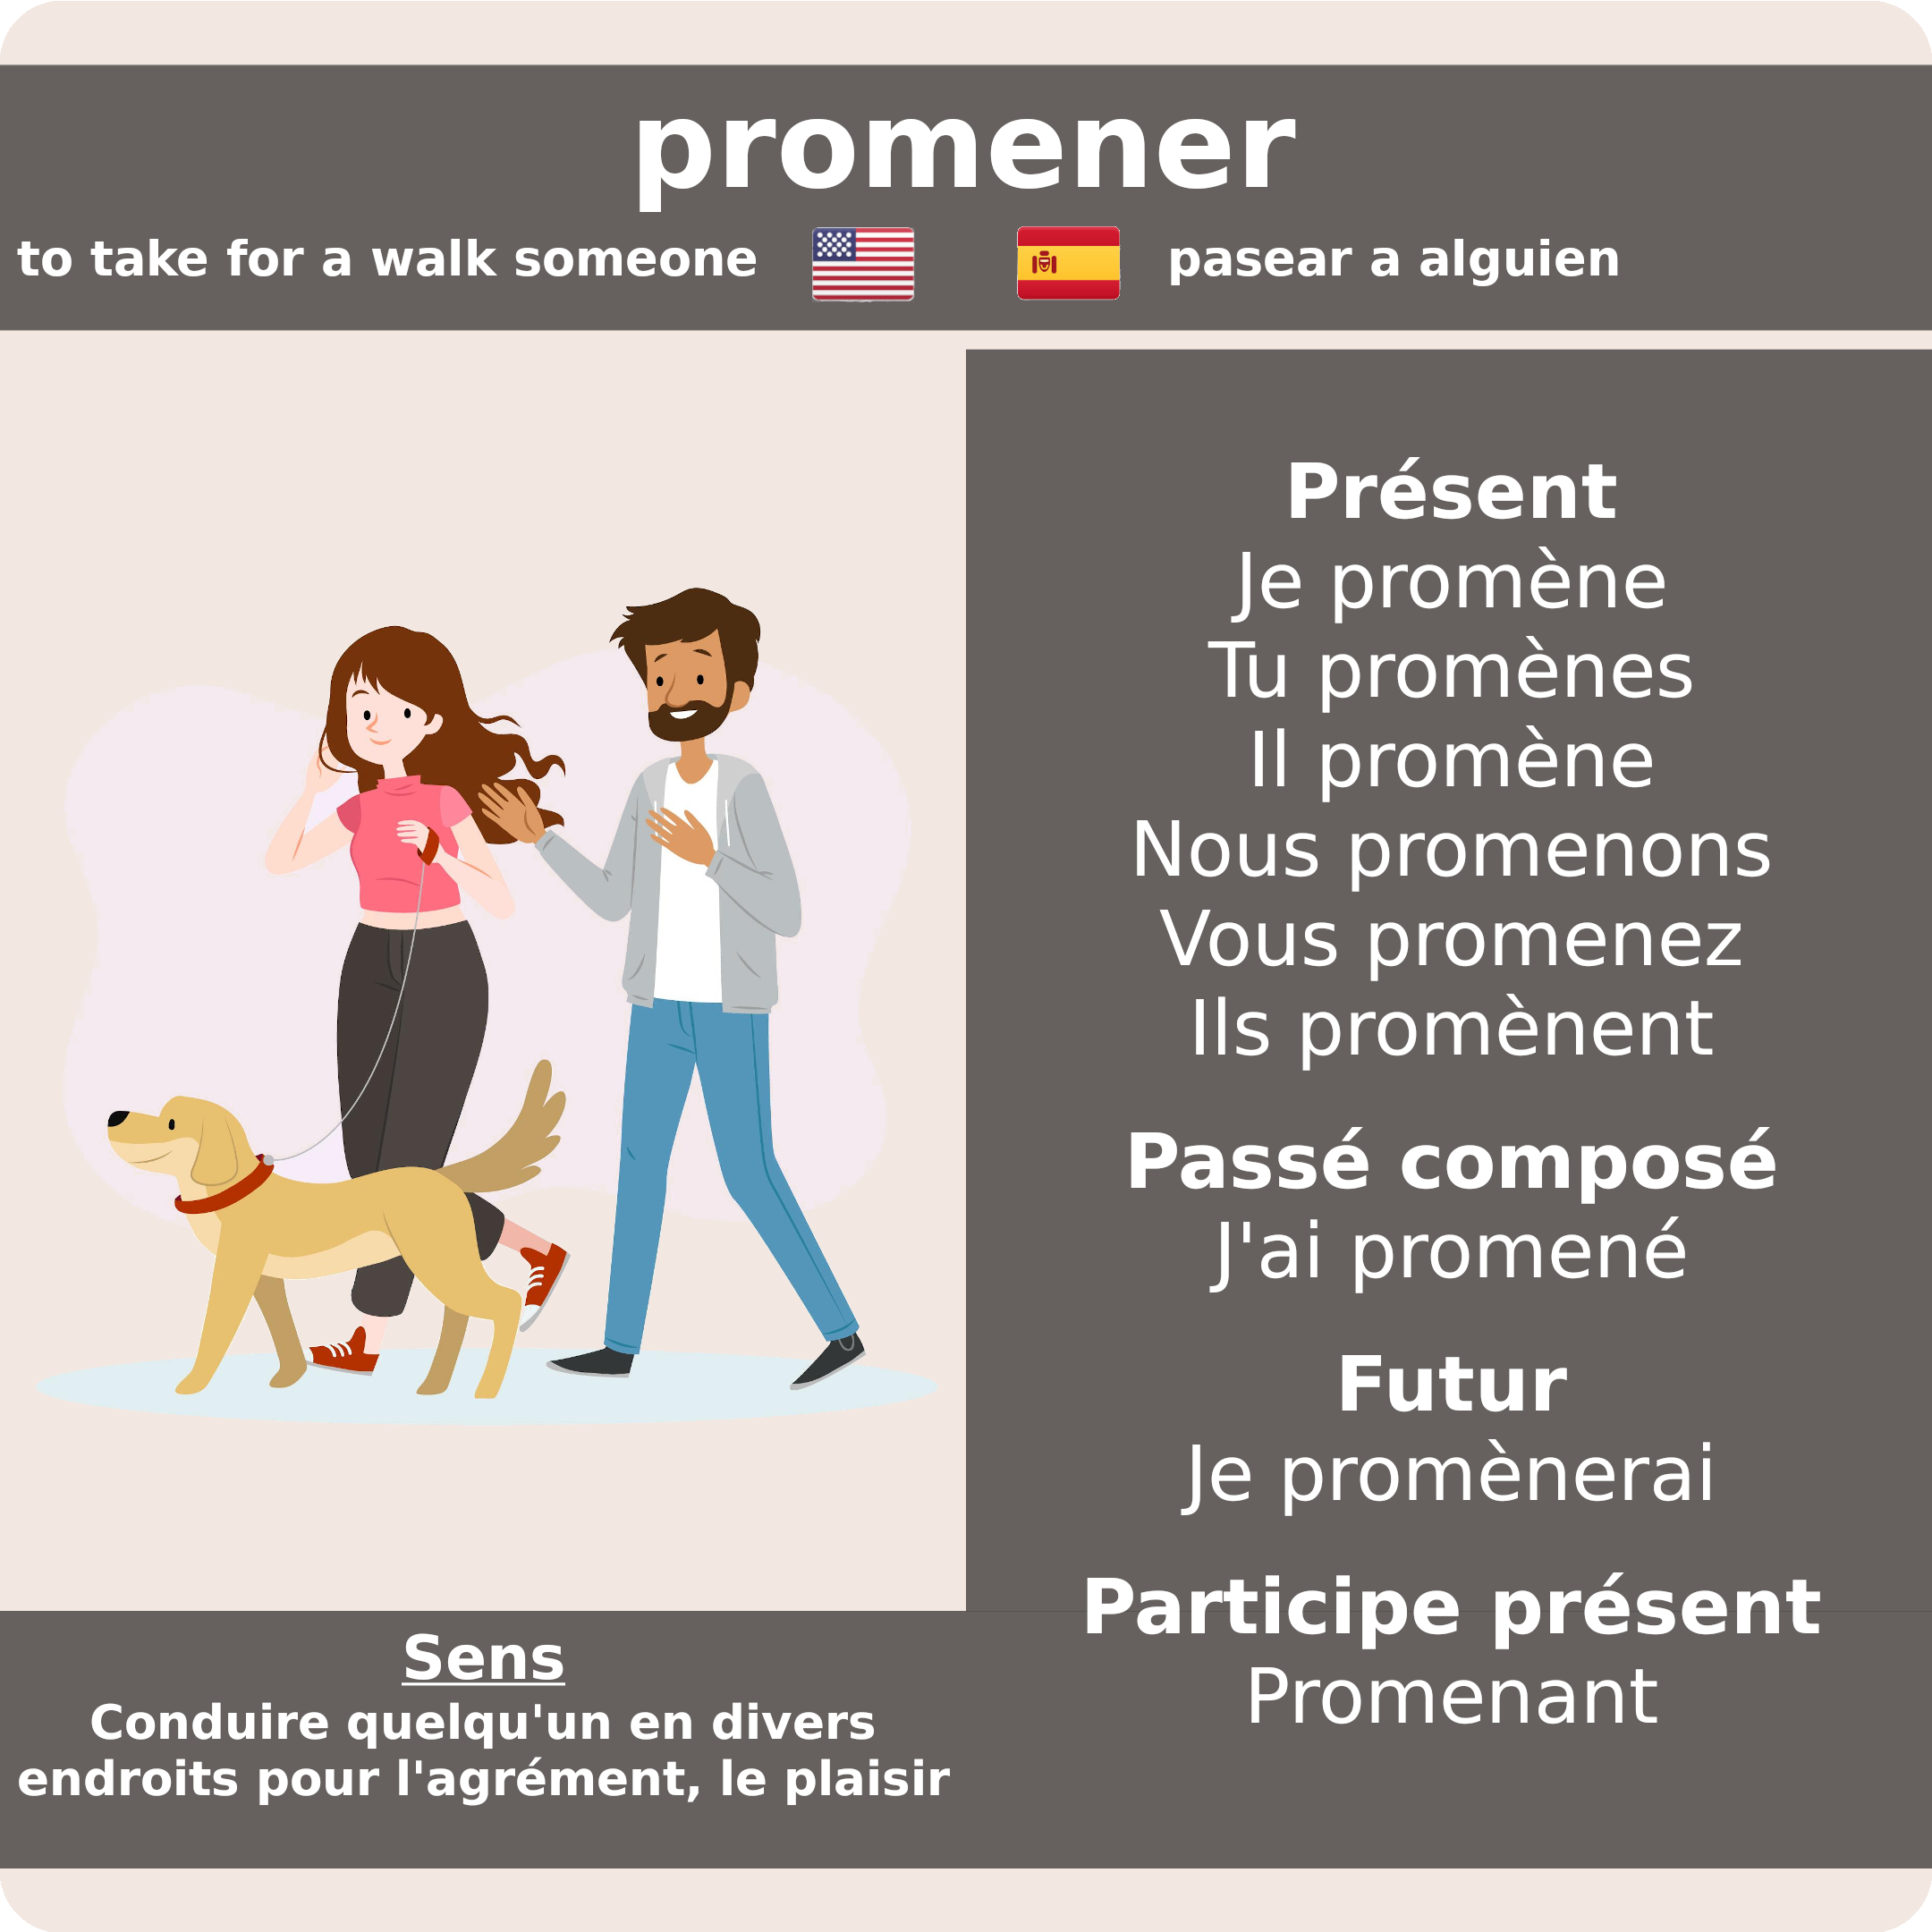 promener
to take for a walk someone
pasear a alguien
Présent
Je promène
Tu promènes
Il promène
Nous promenons
Vous promenez
Ils promènent
Passé composé
J'ai promené
Futur
Je promènerai
Participe présent
Promenant
Sens
Conduire quelqu'un en divers
endroits pour l'agrément, le plaisir